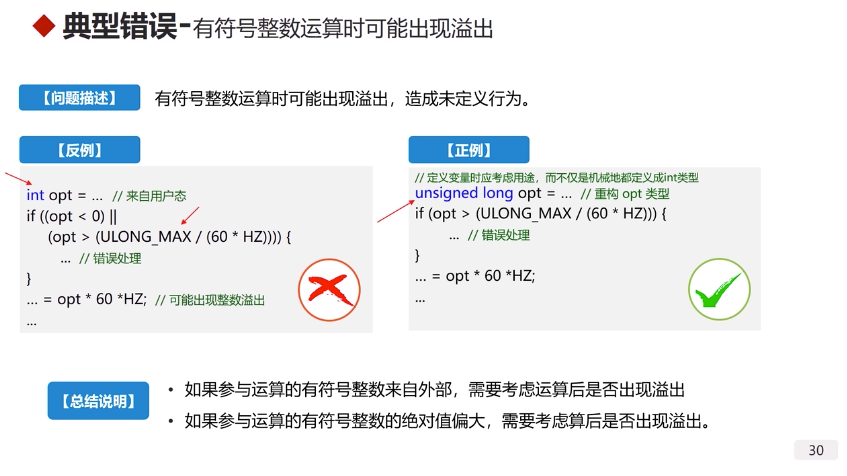 典型错误-有符号整数运算时可能出现溢出
【问题描述】
有符号整数运算时可能出现溢出，造成未定义行为。
【反例】
int opt = ... // 来自用户态
if ((opt < 0) ||
(opt > (ULONG_MAX / (60 * HZ)))) {
... // 错误处理
}
... = opt * 60 *HZ; // 可能出现整数溢出
...
【正例】
// 定义变量时应考虑用途，而不仅是机械地都定义成int类型
unsigned long opt = ... // 重构 opt 类型
if (opt > (ULONG_MAX / (60 * HZ))) {
... // 错误处理
}
... = opt * 60 *HZ;
...
【总结说明】
• 如果参与运算的有符号整数来自外部，需要考虑运算后是否出现溢出
• 如果参与运算的有符号整数的绝对值偏大，需要考虑算后是否出现溢出。
30